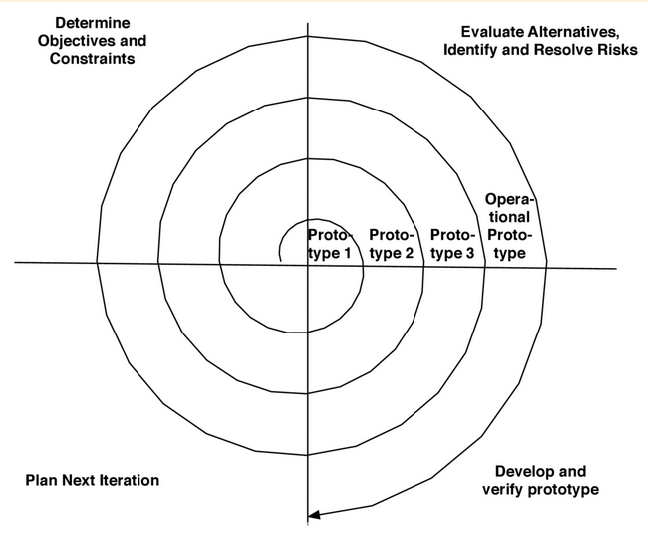 Determine
Objectives and
Constraints
Evaluate Alternatives,
Identify and Resolve Risks
Proto-
type 1
Proto-
type 2
Proto-
type 3
Opera-
tional
Proto-
type
Plan Next Iteration
Develop and
verify prototype